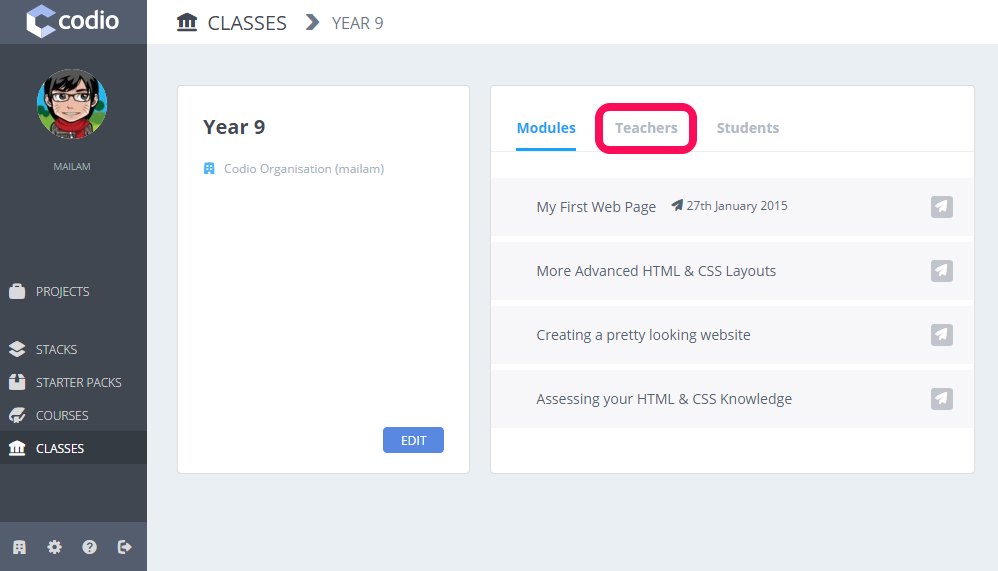 codio
CLASSES YEAR 9
MAILAM
PROJECTS
STACKS
STARTER PACKS
COURSES
CLASSES
Year 9
Codio Organisation (mailam)
EDIT
Modules Teachers Students
My First Web Page 27th January 2015
More Advanced HTML & CSS Layouts
Creating a pretty looking website
Assessing your HTML & CSS Knowledge